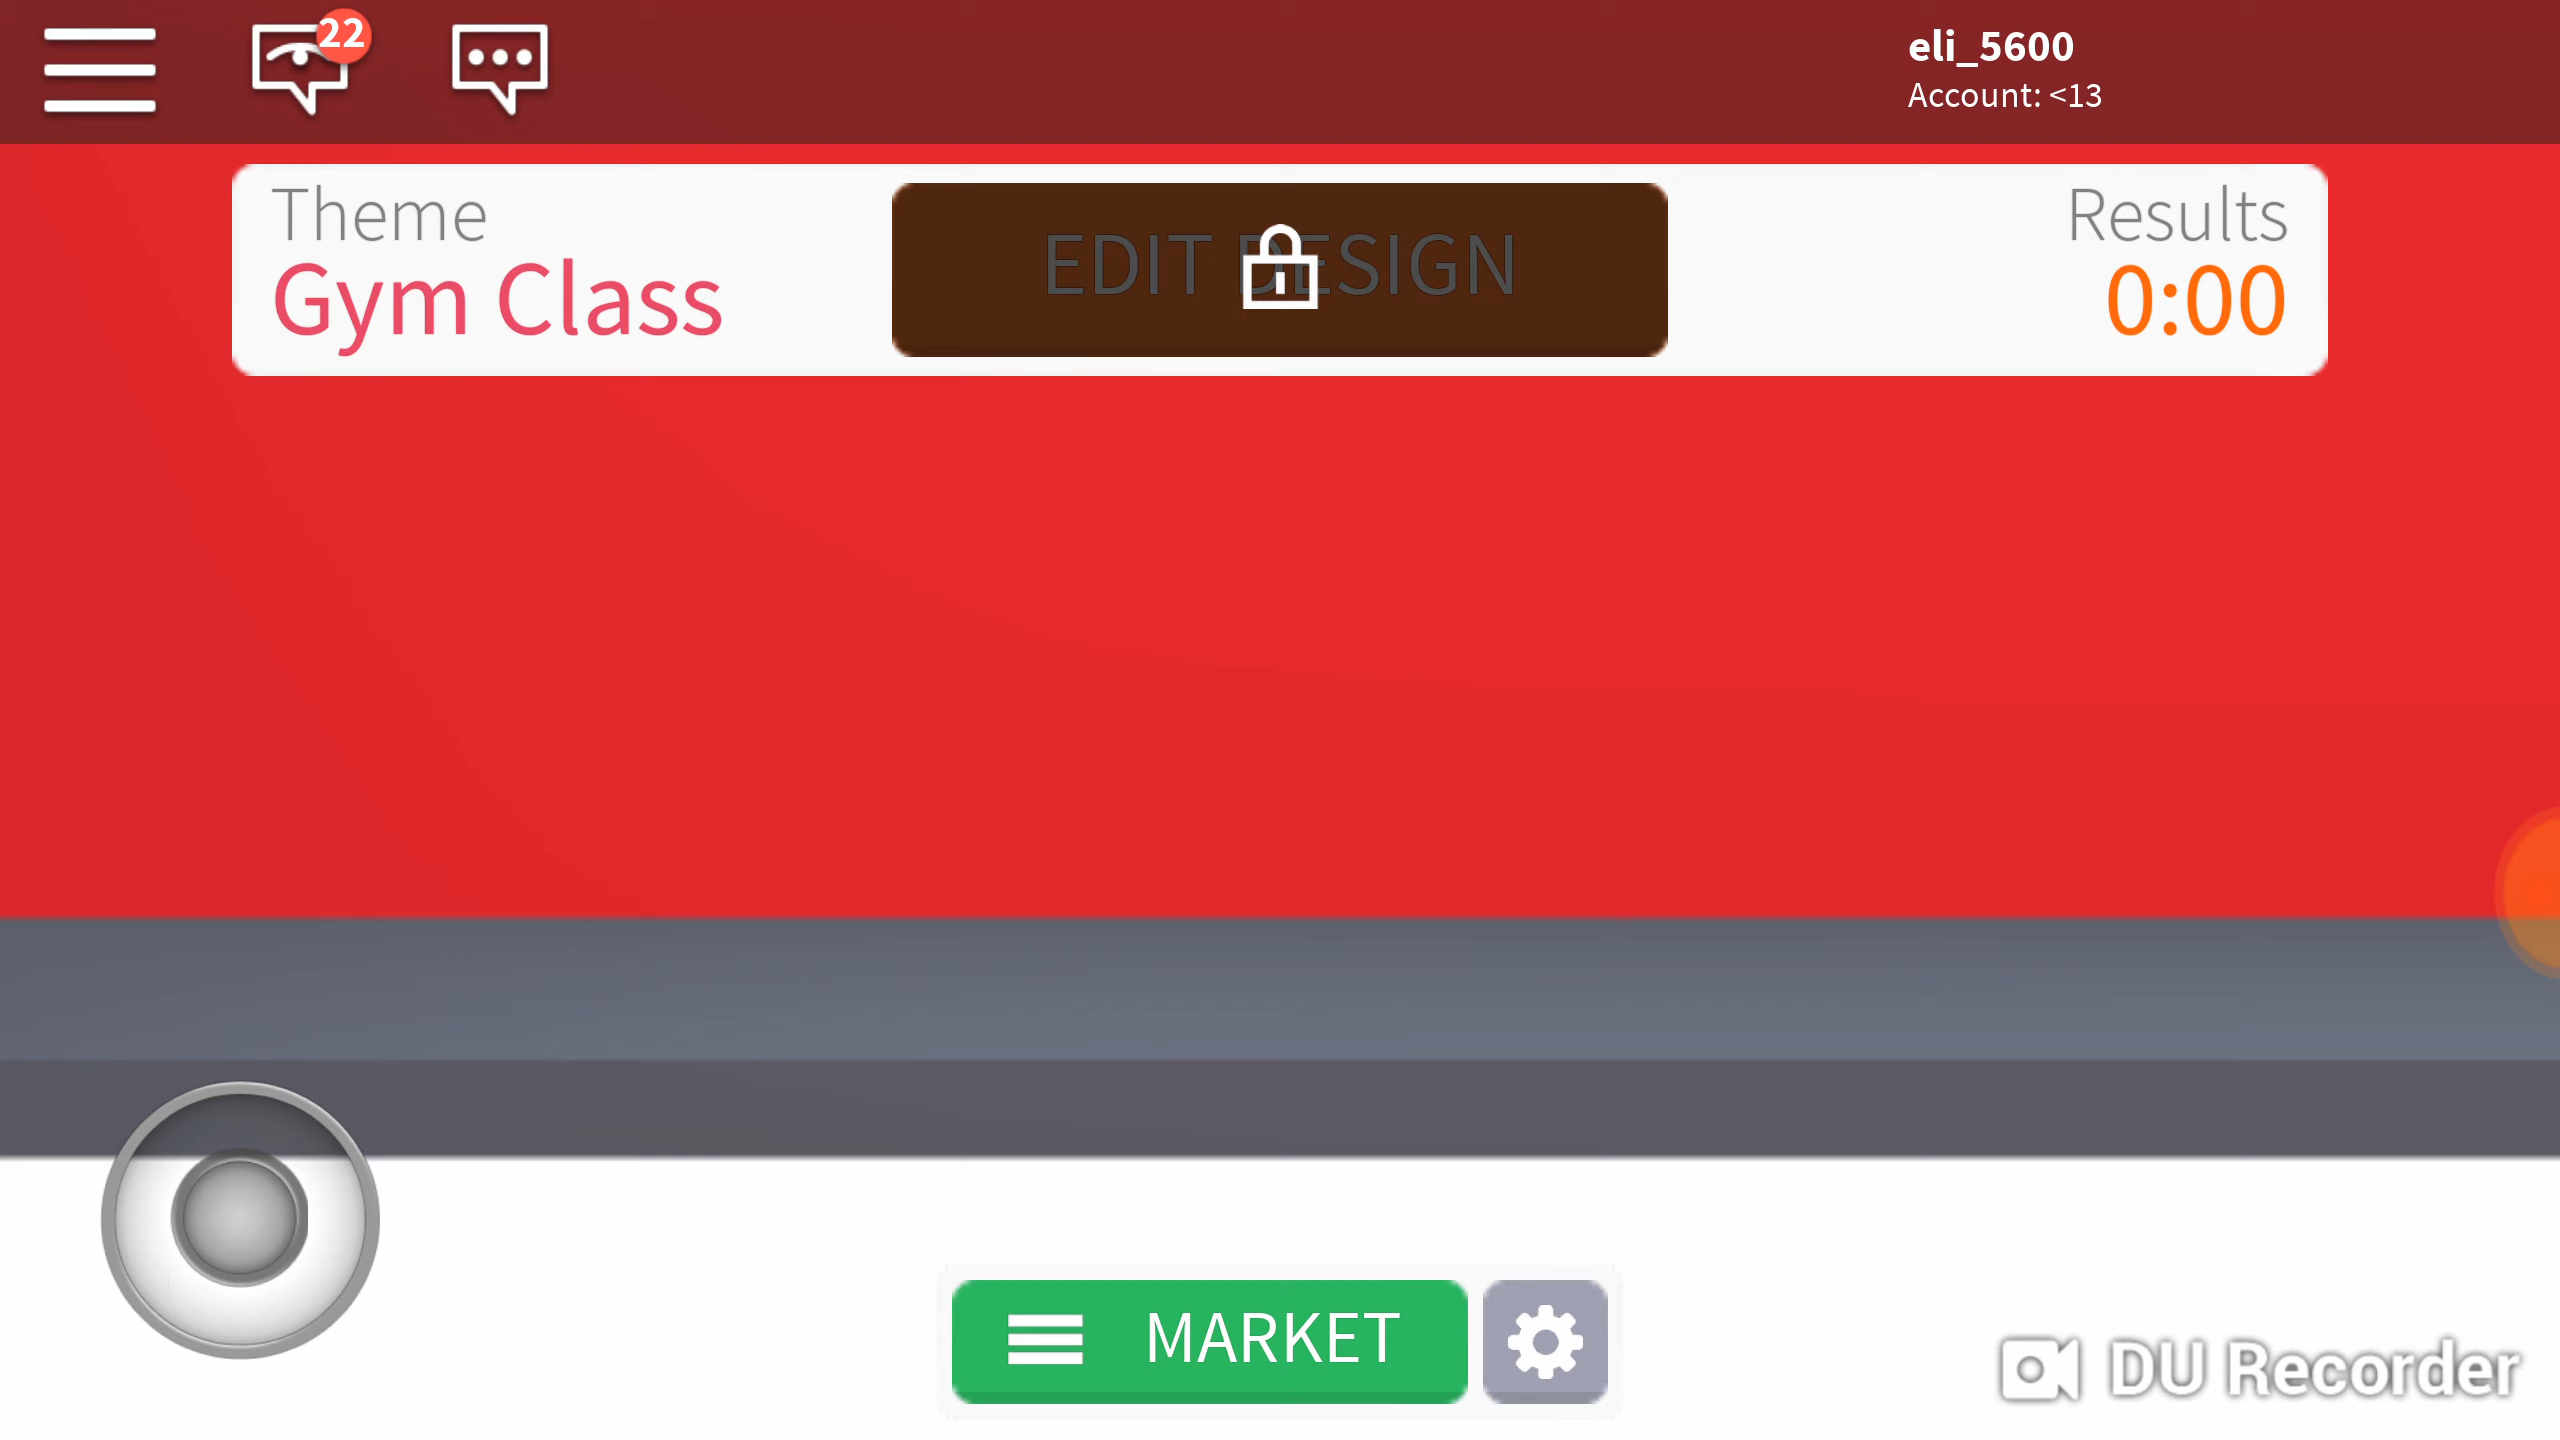 22
eli_5600
Account: <13
Theme
Gym Class
EDIT DESIGN
Results
0:00
MARKET
DU Recorder